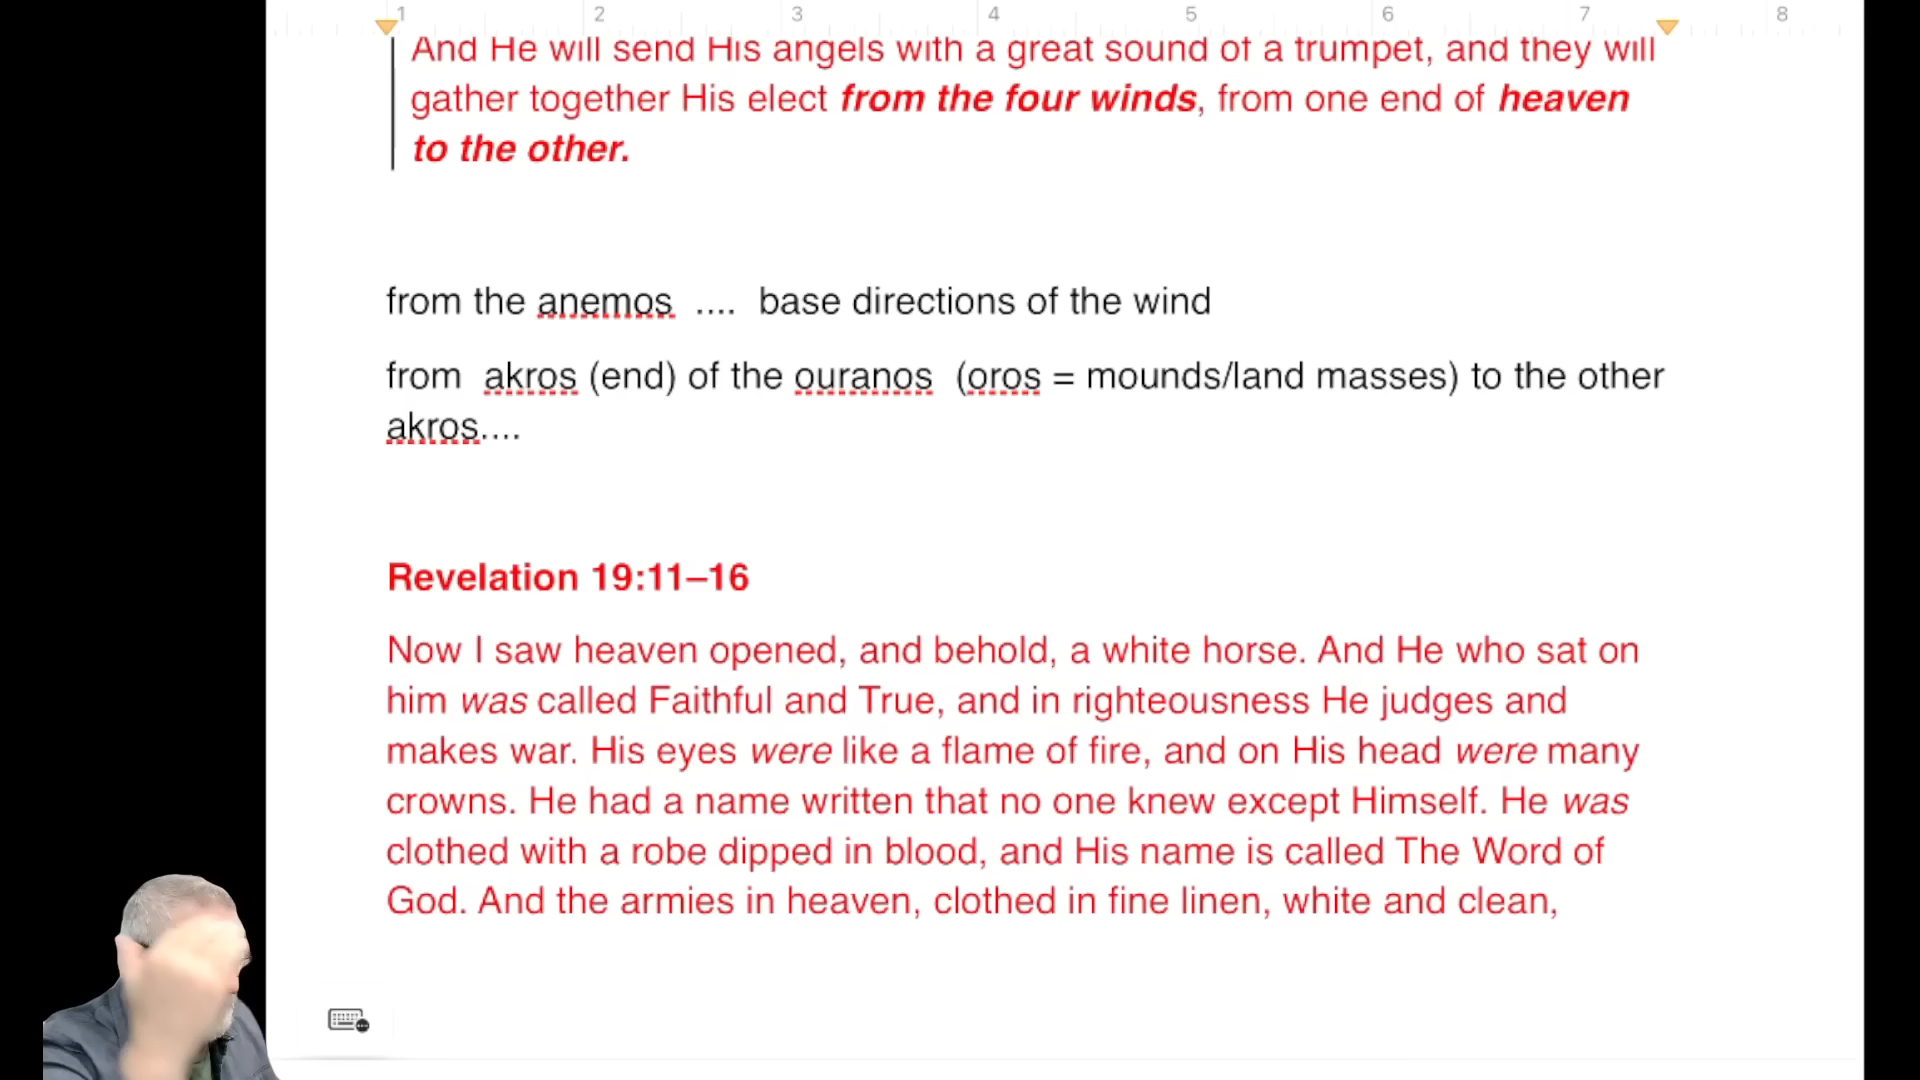 1 2 3 4 5 6 7 8
And He will send His angels with a great sound of a trumpet, and they will
gather together His elect from the four winds, from one end of heaven
to the other.
from the anemos .... base directions of the wind
from akros (end) of the ouranos (oros = mounds/land masses) to the other
akros....
Revelation 19:11–16
Now I saw heaven opened, and behold, a white horse. And He who sat on
him was called Faithful and True, and in righteousness He judges and
makes war. His eyes were like a flame of fire, and on His head were many
crowns. He had a name written that no one knew except Himself. He was
clothed with a robe dipped in blood, and His name is called The Word of
God. And the armies in heaven, clothed in fine linen, white and clean,